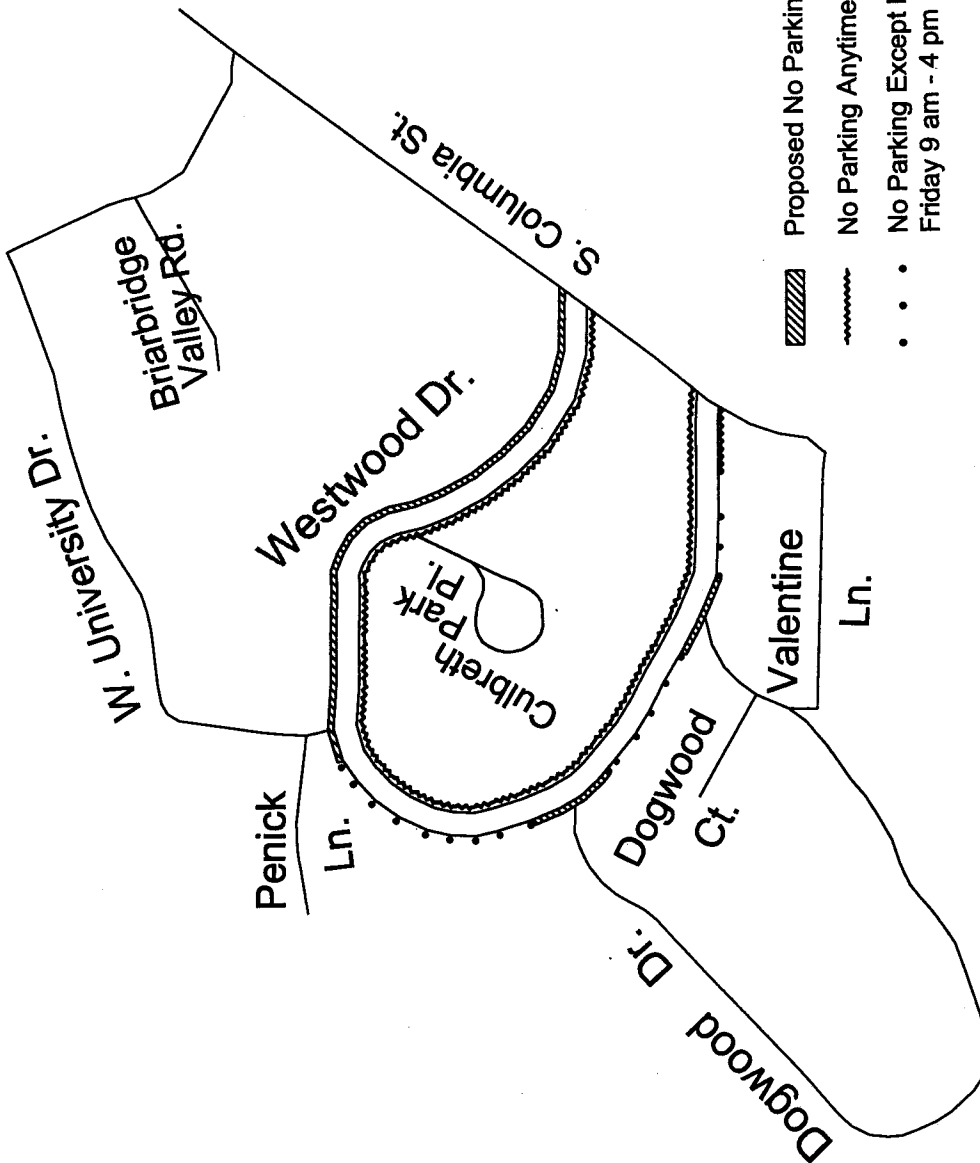 W. University Dr.
Briarbridge
Valley Rd.
S. Columbia St.
Westwood Dr.
Culbreth
Park
Pl.
Penick
Ln.
Dogwood
Ct.
Valentine
Ln.
Dogwood Dr.
Proposed No Parkin
No Parking Anytime
No Parking Except
Friday 9 am - 4 pm